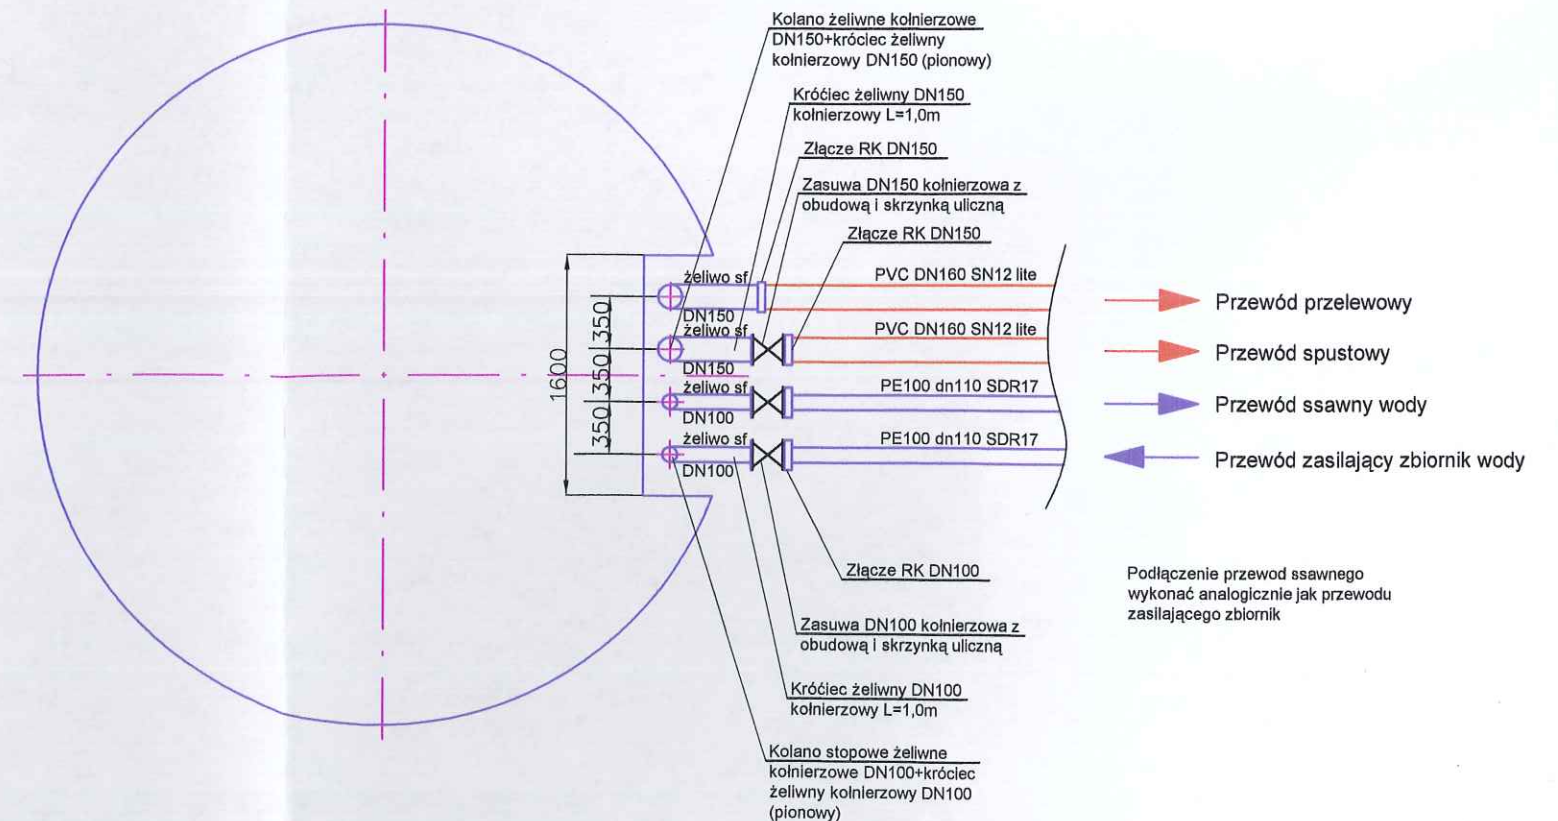 Kolano żeliwne kołnierzowe
DN150+króciec żeliwny
kołnierzowy DN150 (pionowy)
Króćiec żeliwny DN150
kołnierzowy L=1,0m
Złącze RK DN150
Zasuwa DN150 kołnierzowa z
obudową i skrzynką uliczną
Złącze RK DN150
żeliwo sf
PVC DN160 SN12 lite
DN150
Przewód przelewowy
żeliwo sf
PVC DN160 SN12 lite
DN150
Przewód spustowy
żeliwo sf
PE100 dn110 SDR17
DN100
Przewód ssawny wody
żeliwo sf
PE100 dn110 SDR17
DN100
Przewód zasilający zbiornik wody
1600
350
350
350
Złącze RK DN100
Podłączenie przewod ssawnego
wykonać analogicznie jak przewodu
zasilającego zbiornik
Zasuwa DN100 kołnierzowa z
obudową i skrzynką uliczną
Króćiec żeliwny DN100
kołnierzowy L=1,0m
Kolano stopowe żeliwne
kołnierzowe DN100+króciec
żeliwny kołnierzowy DN100
(pionowy)